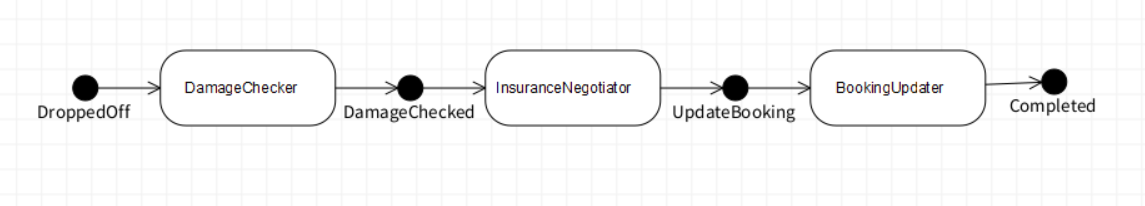 DroppedOff
DamageChecker
DamageChecked
InsuranceNegotiator
UpdateBooking
BookingUpdater
Completed